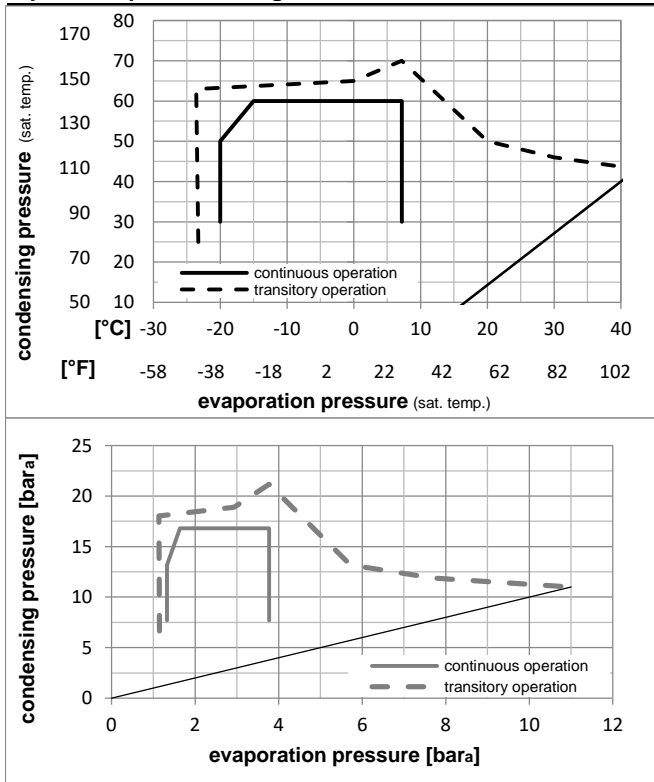 170 80
150 70
60
130 50
110 40
90 30
70 20
50 10
condensing pressure (sat. temp.)
continuous operation
transitory operation
[°C] -30 -20 -10 0 10 20 30 40
[°F] -58 -38 -18 2 22 42 62 82 102
evaporation pressure (sat. temp.)
condensing pressure [bara]
25
20
15
10
5
0
continuous operation
transitory operation
0 2 4 6 8 10 12
evaporation pressure [bara]